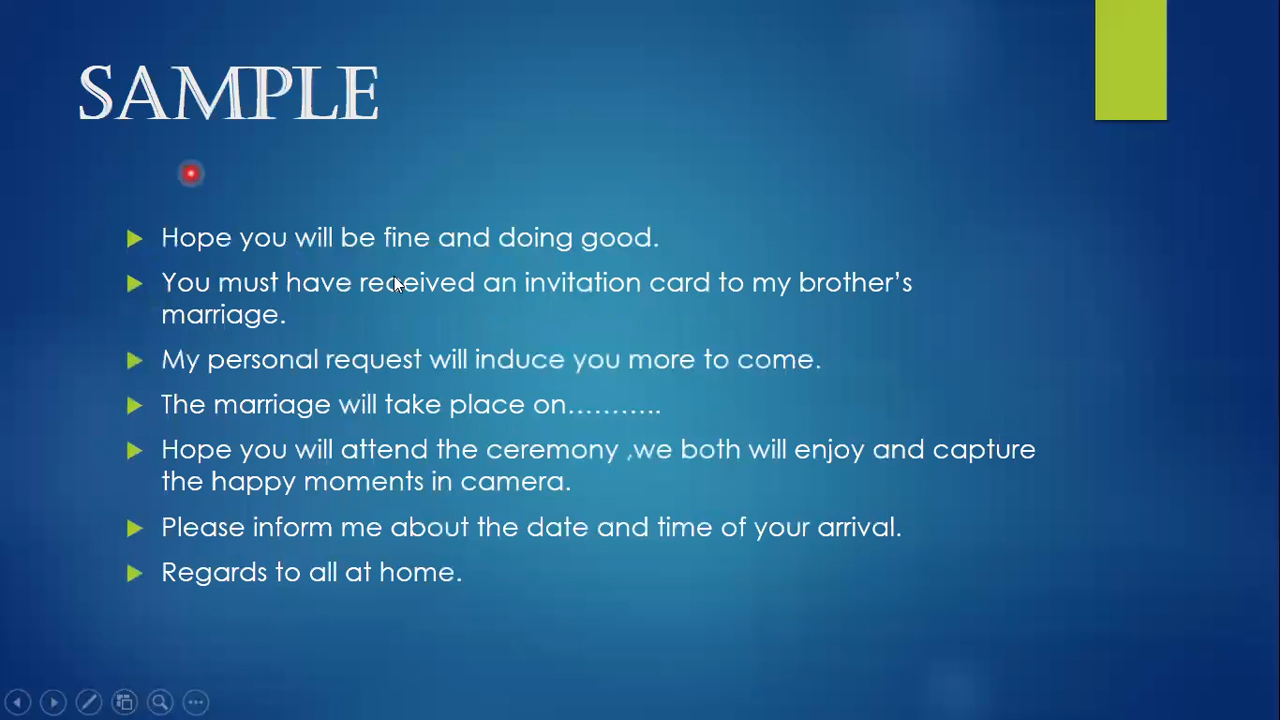 SAMPLE
Hope you will be fine and doing good.
You must have received an invitation card to my brother’s
marriage.
My personal request will induce you more to come.
The marriage will take place on………..
Hope you will attend the ceremony ,we both will enjoy and capture
the happy moments in camera.
Please inform me about the date and time of your arrival.
Regards to all at home.